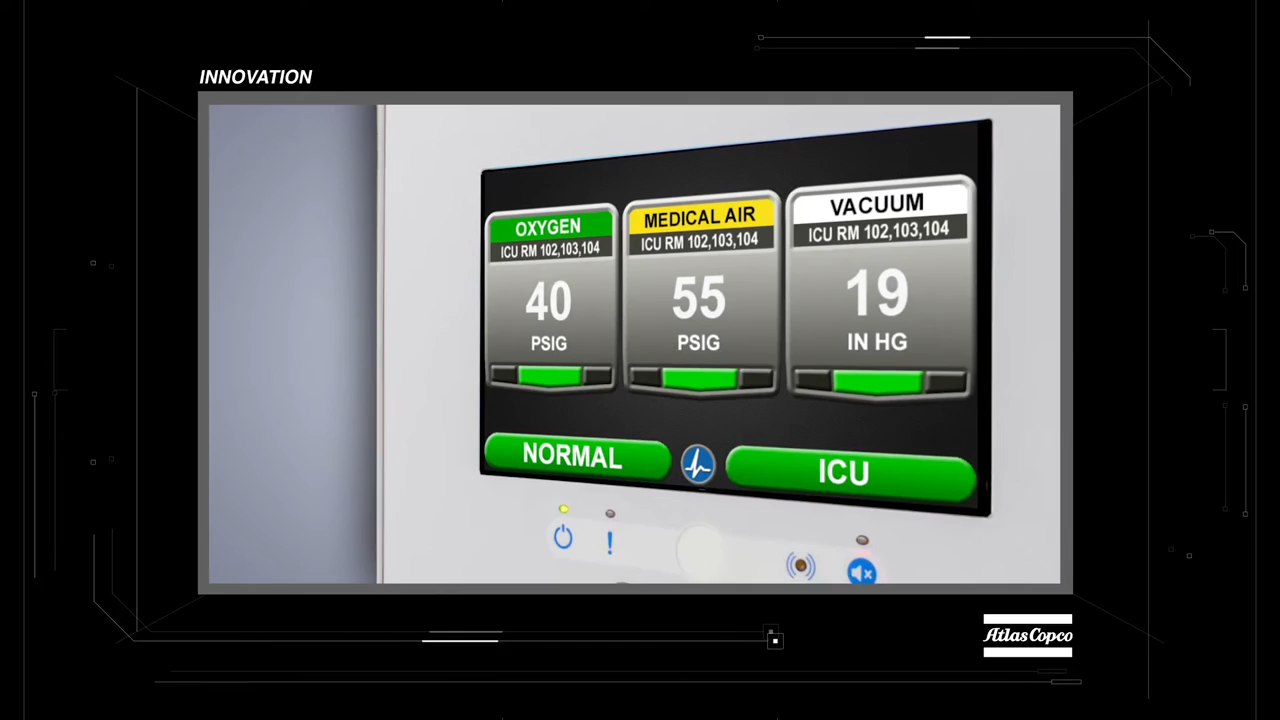 INNOVATION
OXYGEN
ICU RM 102,103,104
40
PSIG
MEDICAL AIR
ICU RM 102,103,104
55
PSIG
VACUUM
ICU RM 102,103,104
19
IN HG
NORMAL
ICU
!
Atlas Copco